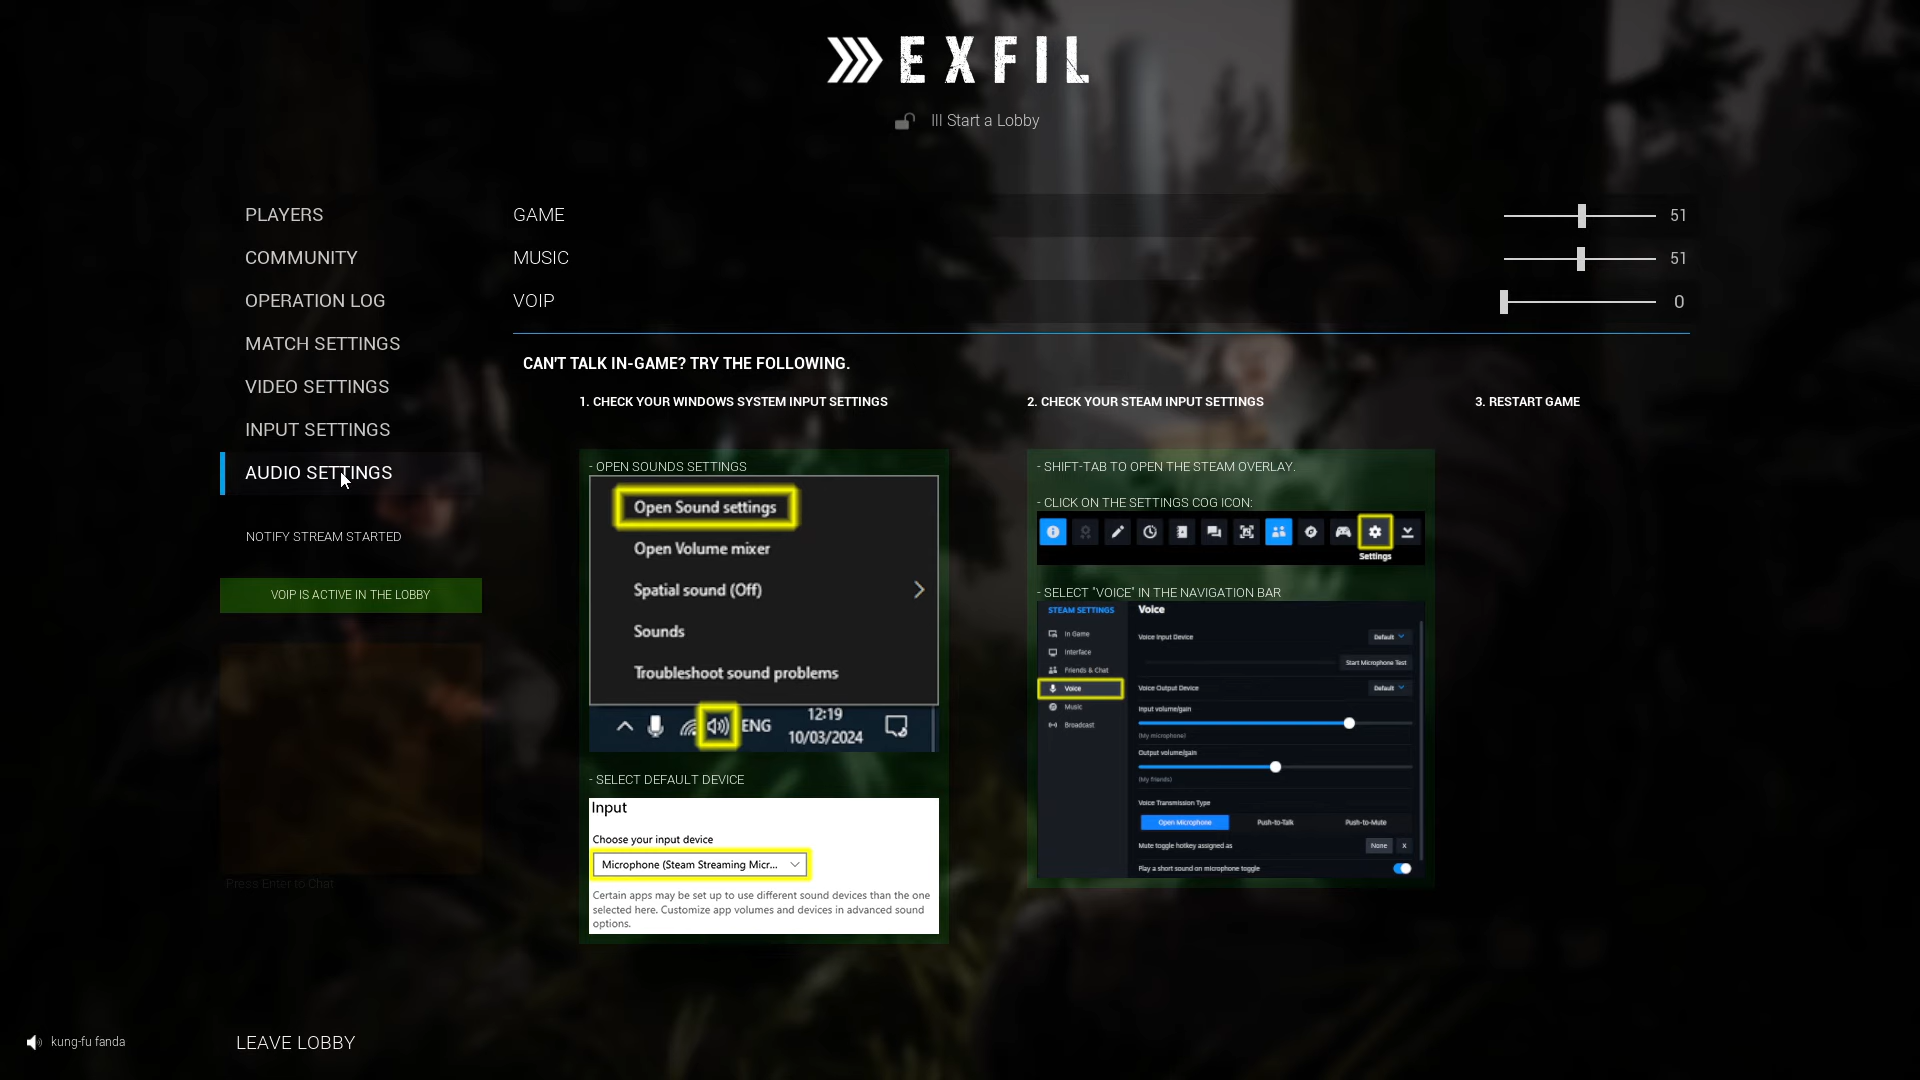 EXFIL
III Start a Lobby
PLAYERS
COMMUNITY
OPERATION LOG
MATCH SETTINGS
VIDEO SETTINGS
INPUT SETTINGS
AUDIO SETTINGS
NOTIFY STREAM STARTED
VOIP IS ACTIVE IN THE LOBBY
Press Enter to Chat
GAME 51
MUSIC 51
VOIP 0
CAN'T TALK IN-GAME? TRY THE FOLLOWING.
1. CHECK YOUR WINDOWS SYSTEM INPUT SETTINGS
- OPEN SOUNDS SETTINGS
Open Sound settings
Open Volume mixer
Spatial sound (Off)
Sounds
Troubleshoot sound problems
ENG
12:19
10/03/2024
- SELECT DEFAULT DEVICE
Input
Choose your input device
Microphone (Steam Streaming Micr...
Certain apps may be set up to use different sound devices than the one
selected here. Customize app volumes and devices in advanced sound
options.
2. CHECK YOUR STEAM INPUT SETTINGS
- SHIFT-TAB TO OPEN THE STEAM OVERLAY.
- CLICK ON THE SETTINGS COG ICON:
Settings
- SELECT "VOICE" IN THE NAVIGATION BAR
STEAM SETTINGS
In Game
Interface
Friends & Chat
Voice
Music
Broadcast
Voice
Voice Input Device Default
Start Microphone Test
Voice Output Device Default
Input volume/gain
(My microphone)
Output volume/gain
(My friends)
Voice Transmission Type
Open Microphone Push-to-Talk Push-to-Mute
Mute toggle hotkey assigned as None X
Play a short sound on microphone toggle
3. RESTART GAME
kung-fu fanda
LEAVE LOBBY